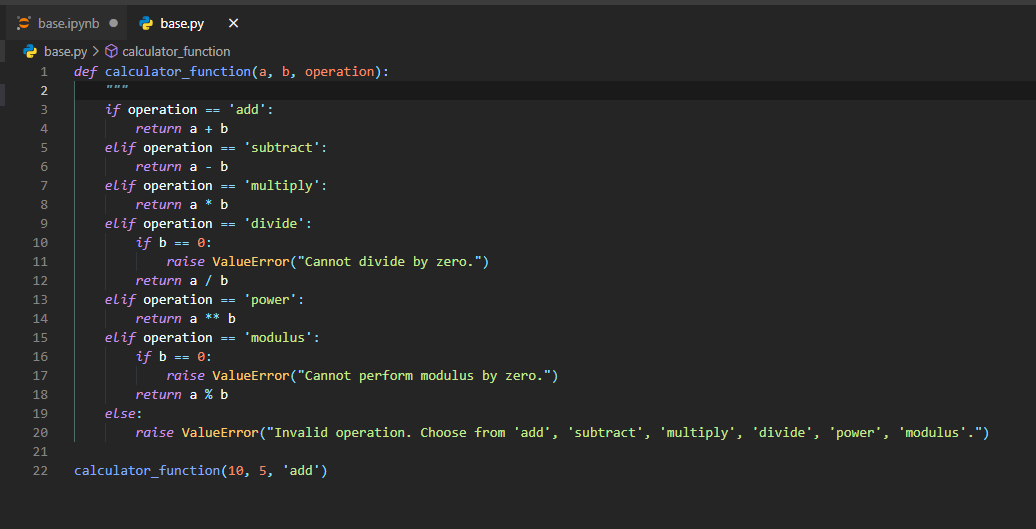 base.ipynb
base.py
base.py > calculator_function
1 def calculator_function(a, b, operation):
2     """
3     if operation == 'add':
4         return a + b
5     elif operation == 'subtract':
6         return a - b
7     elif operation == 'multiply':
8         return a * b
9     elif operation == 'divide':
10         if b == 0:
11             raise ValueError("Cannot divide by zero.")
12         return a / b
13     elif operation == 'power':
14         return a ** b
15     elif operation == 'modulus':
16         if b == 0:
17             raise ValueError("Cannot perform modulus by zero.")
18         return a % b
19     else:
20         raise ValueError("Invalid operation. Choose from 'add', 'subtract', 'multiply', 'divide', 'power', 'modulus'.")
21
22 calculator_function(10, 5, 'add')